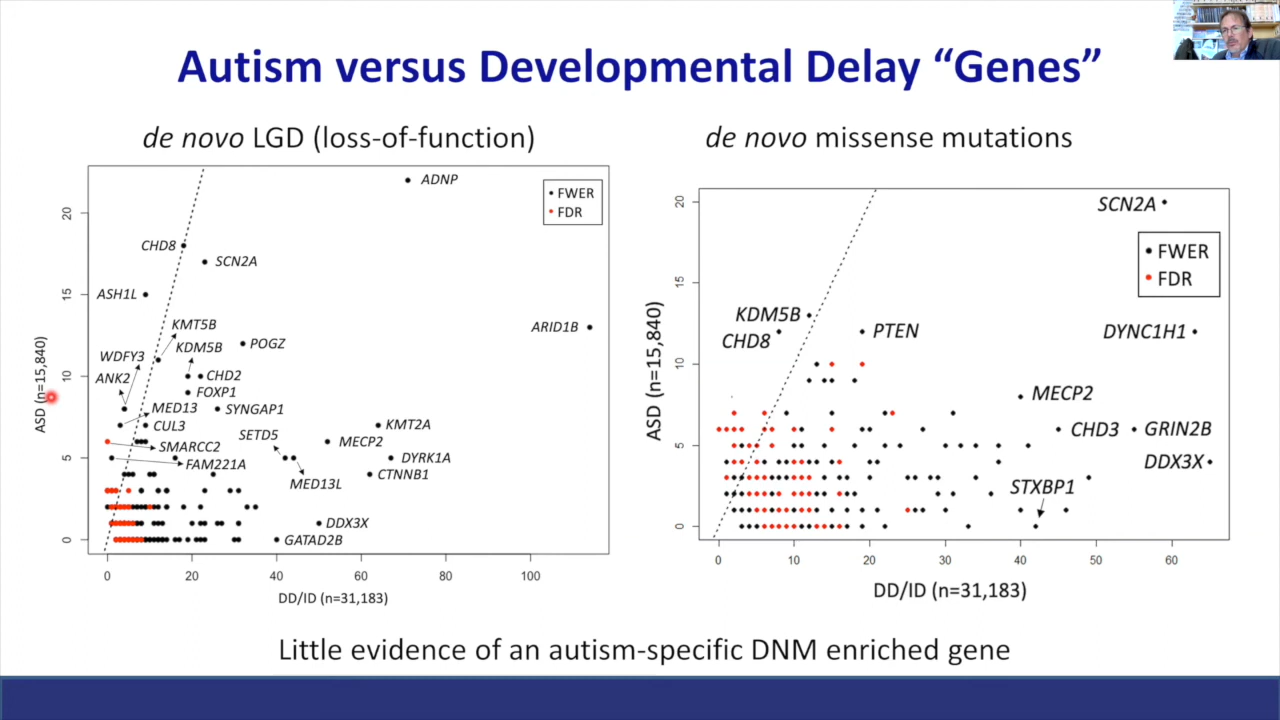 Autism versus Developmental Delay “Genes”
de novo LGD (loss-of-function)
de novo missense mutations
ADNP
FWER
FDR
CHD8
SCN2A
ASH1L
ARID1B
KMT5B
POGZ
KDM5B
WDFY3
CHD2
ANK2
FOXP1
MED13
SYNGAP1
CUL3
KMT2A
SETD5
MECP2
SMARCC2
DYRK1A
FAM221A
MED13L
CTNNB1
DDX3X
GATAD2B
20
15
10
5
0
ASD (n=15,840)
0 20 40 60 80 100
DD/ID (n=31,183)
SCN2A
FWER
FDR
KDM5B
CHD8
PTEN
DYNC1H1
MECP2
CHD3
GRIN2B
DDX3X
STXBP1
20
15
10
5
0
ASD (n=15,840)
0 10 20 30 40 50 60
DD/ID (n=31,183)
Little evidence of an autism-specific DNM enriched gene